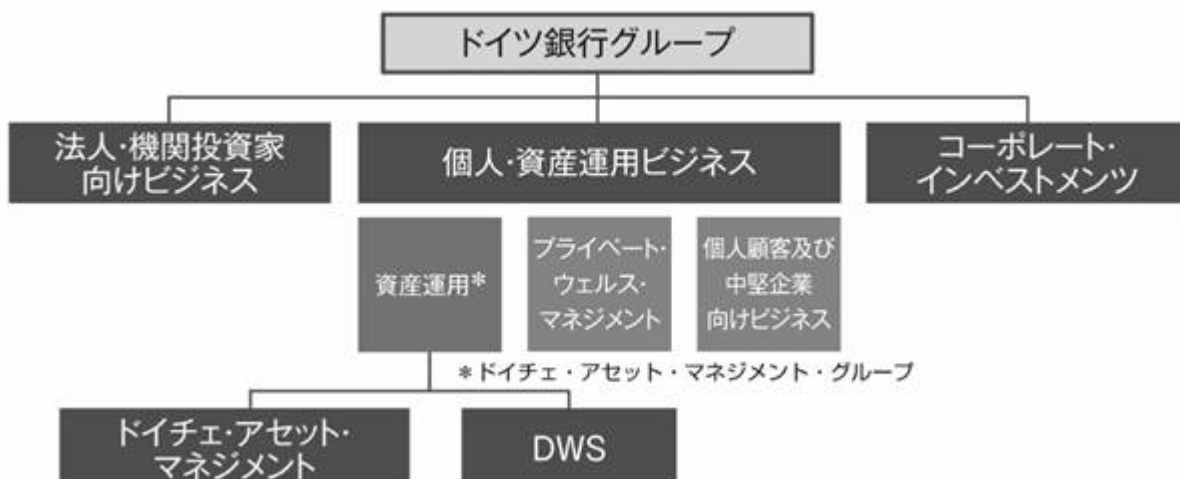 ドイツ銀行グループ
法人・機関投資家
向けビジネス
個人・資産運用ビジネス
コーポレート・
インベストメンツ
資産運用*
プライベート・
ウェルス・
マネジメント
個人顧客及び
中堅企業
向けビジネス
*ドイチェ・アセット・マネジメント・グループ
ドイチェ・アセット・
マネジメント
DWS